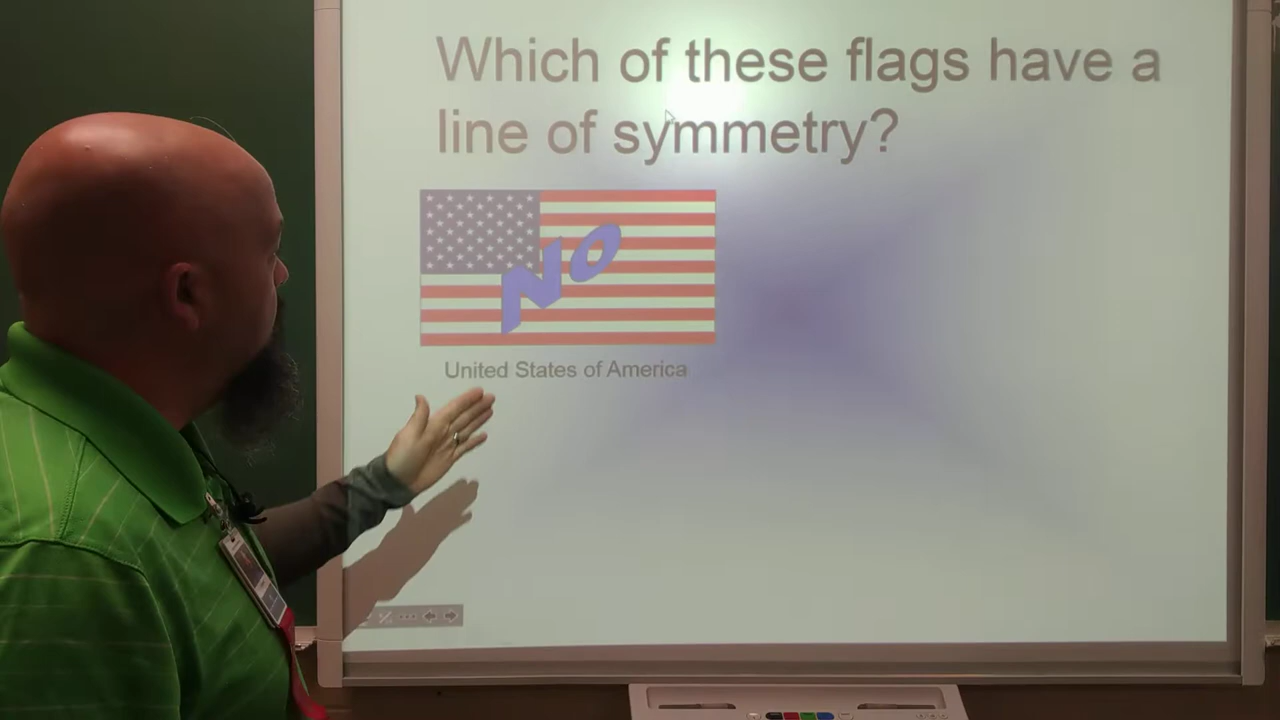 Which of these flags have a
line of symmetry?
NO
United States of America